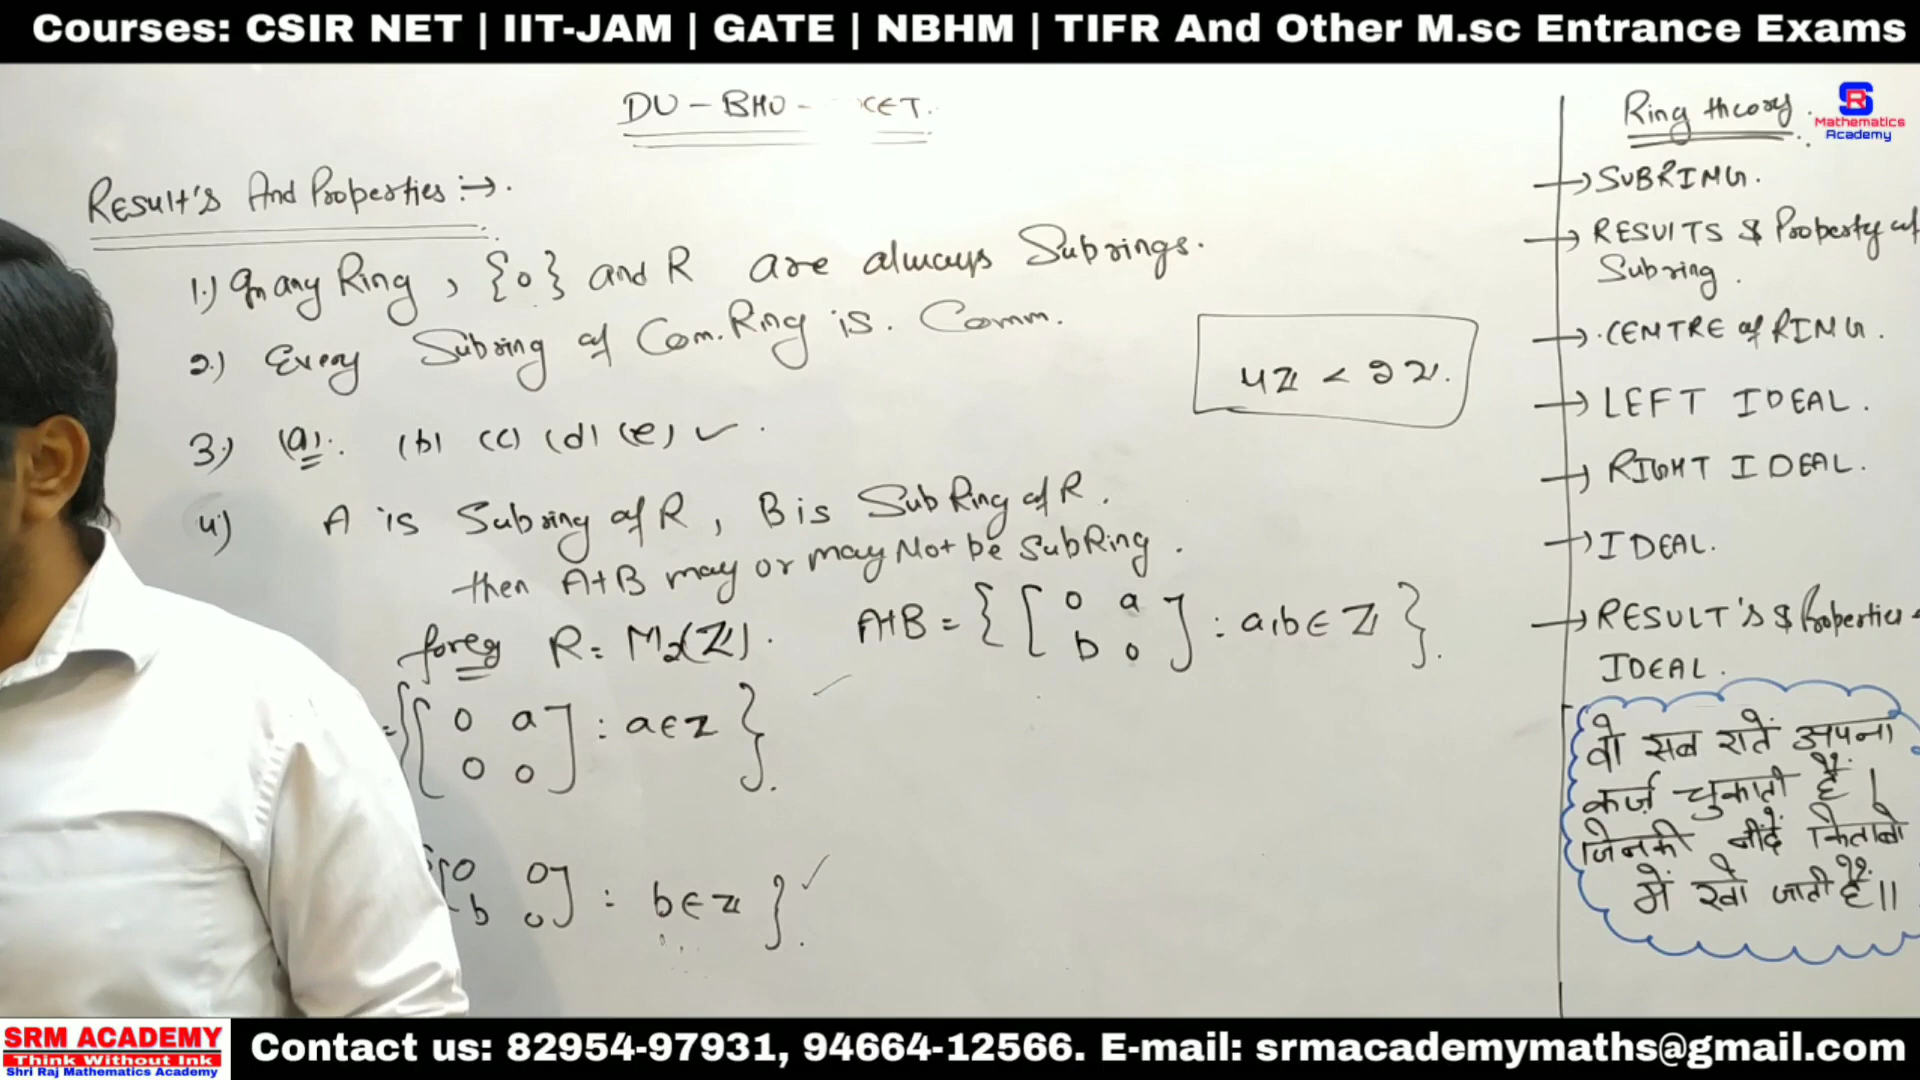 Courses: CSIR NET | IIT-JAM | GATE | NBHM | TIFR And Other M.sc Entrance Exams
DU - BHU - CET.
Result's And Properties :→.
1.) In any Ring, {0} and R are always Subrings.
2.) Every Subring of Com. Ring is. Comm.
4Z < 2Z.
3.) (a). (b) (c) (d) (e) ✓.
4) A is Subring of R, B is SubRing of R.
then A+B may or may Not be SubRing.
for eg R = M₂(Z). A+B = { [ 0 a
b 0 ] : a,b ∈ Z }.
= { [ 0 a
0 0 ] : a ∈ Z }.
[ 0 0
b 0 ] : b ∈ Z }.
Ring theory.
SR
Mathematics
Academy
→ SUBRING.
→ RESULTS & Property of
Subring.
→ CENTRE of RING.
→ LEFT IDEAL.
→ RIGHT IDEAL.
→ IDEAL.
→ RESULT'S & Properties
IDEAL.
वो सब रातें अपना
कर्ज चुकाती हैं।
जिनकी नींदें किताबो
में खो जाती हैं॥
SRM ACADEMY
Think Without Ink
Shri Raj Mathematics Academy
Contact us: 82954-97931, 94664-12566. E-mail: srmacademymaths@gmail.com